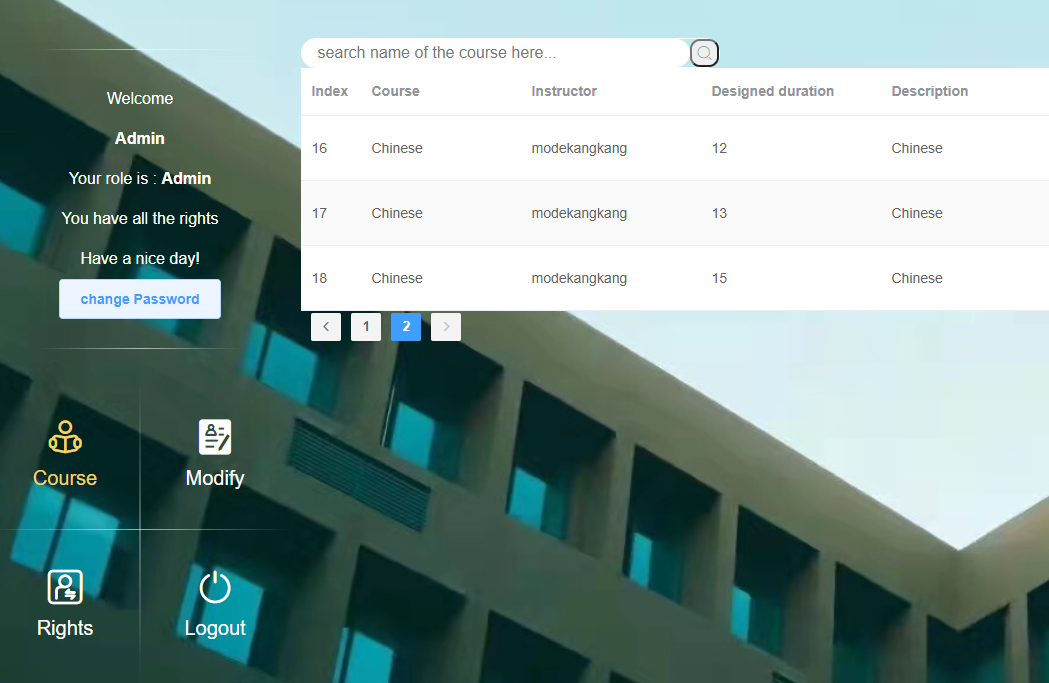 search name of the course here...
Welcome
Admin
Your role is : Admin
You have all the rights
Have a nice day!
change Password
Index Course Instructor Designed duration Description
16 Chinese modekangkang 12 Chinese
17 Chinese modekangkang 13 Chinese
18 Chinese modekangkang 15 Chinese
1 2
Course Modify
Rights Logout